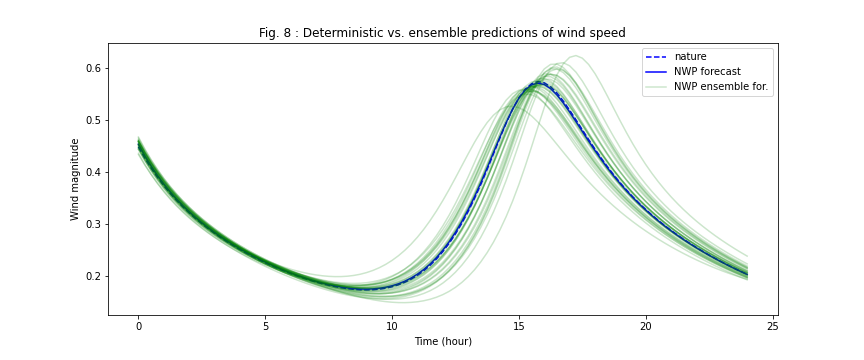 Fig. 8 : Deterministic vs. ensemble predictions of wind speed
nature
NWP forecast
NWP ensemble for.
Wind magnitude
0.6
0.5
0.4
0.3
0.2
0 5 10 15 20 25
Time (hour)